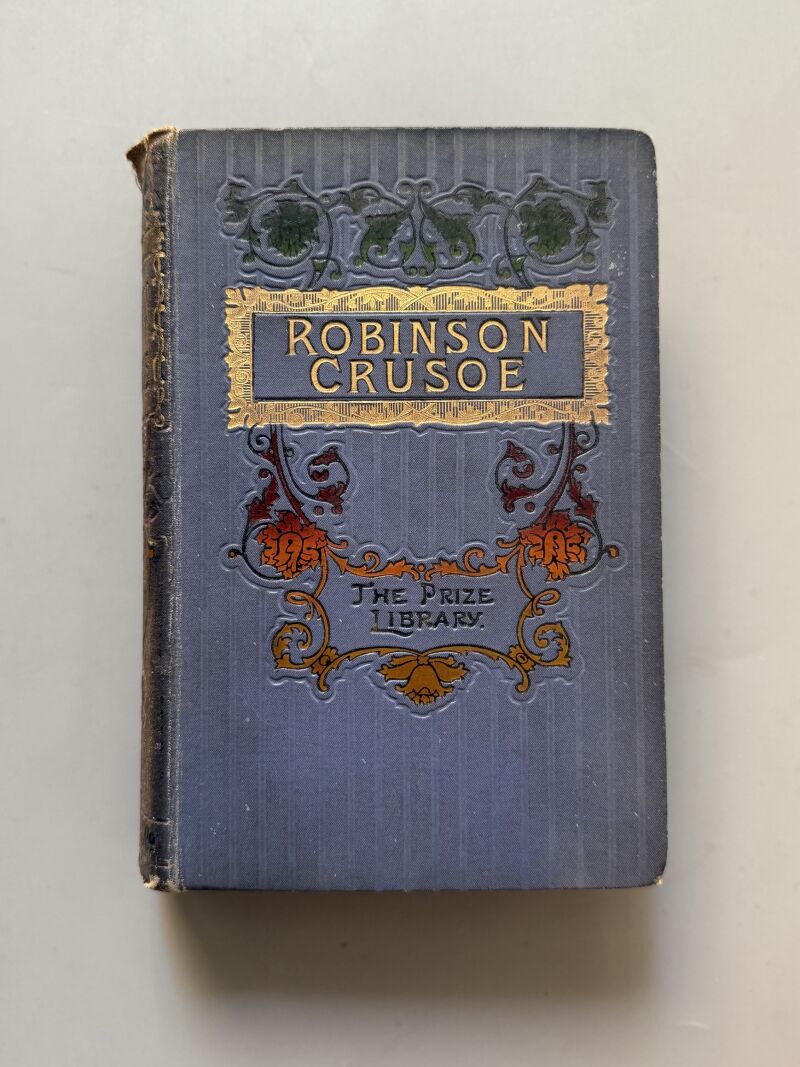 ROBINSON
CRUSOE
THE PRIZE
LIBRARY.